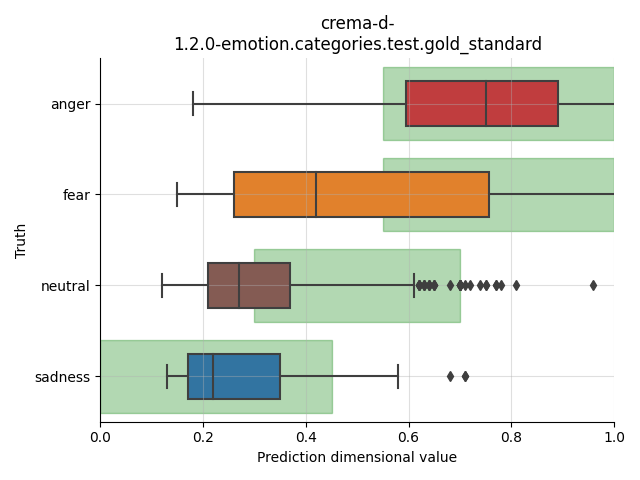 crema-d-
1.2.0-emotion.categories.test.gold_standard
anger
fear
neutral
sadness
Truth
0.0 0.2 0.4 0.6 0.8 1.0
Prediction dimensional value